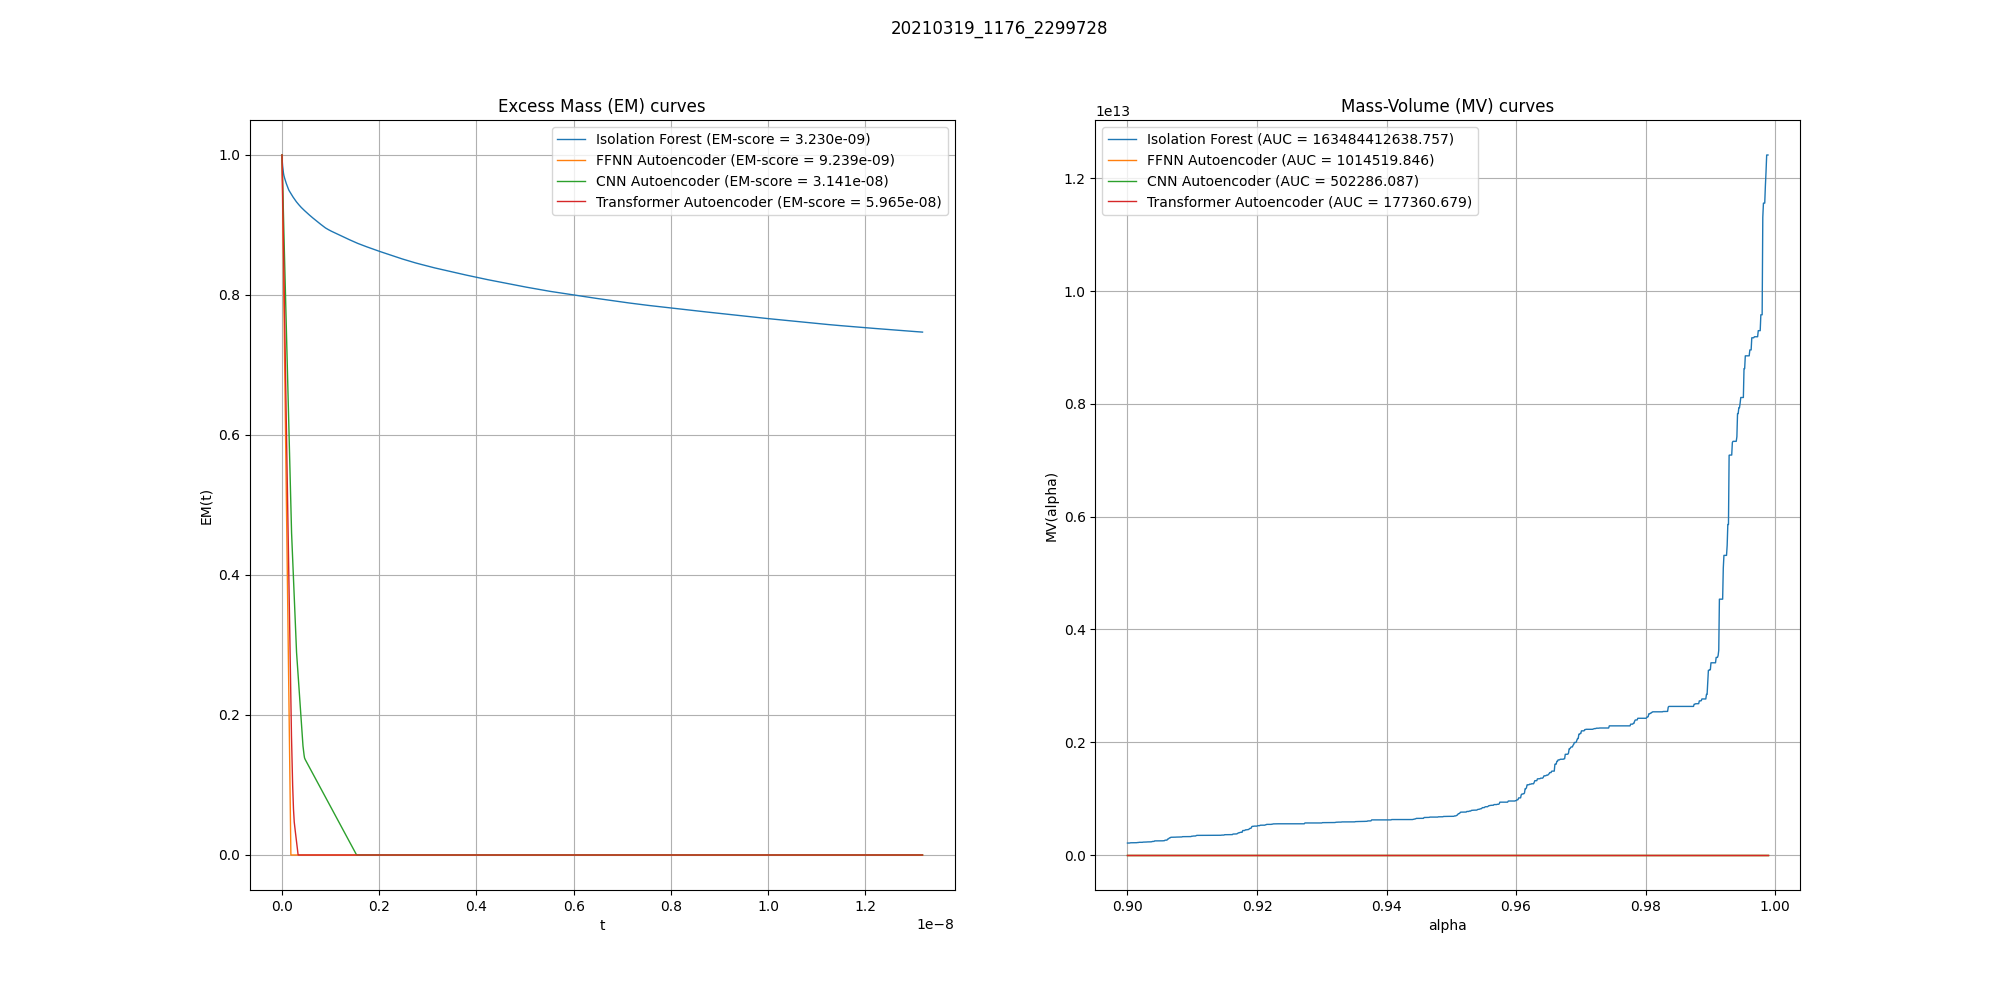 20210319_1176_2299728
Excess Mass (EM) curves
Isolation Forest (EM-score = 3.230e-09)
FFNN Autoencoder (EM-score = 9.239e-09)
CNN Autoencoder (EM-score = 3.141e-08)
Transformer Autoencoder (EM-score = 5.965e-08)
1.0
0.8
0.6
0.4
0.2
0.0
EM(t)
0.0 0.2 0.4 0.6 0.8 1.0 1.2
1e−8
t
Mass-Volume (MV) curves
1e13
Isolation Forest (AUC = 163484412638.757)
FFNN Autoencoder (AUC = 1014519.846)
CNN Autoencoder (AUC = 502286.087)
Transformer Autoencoder (AUC = 177360.679)
1.2
1.0
0.8
0.6
0.4
0.2
0.0
MV(alpha)
0.90 0.92 0.94 0.96 0.98 1.00
alpha